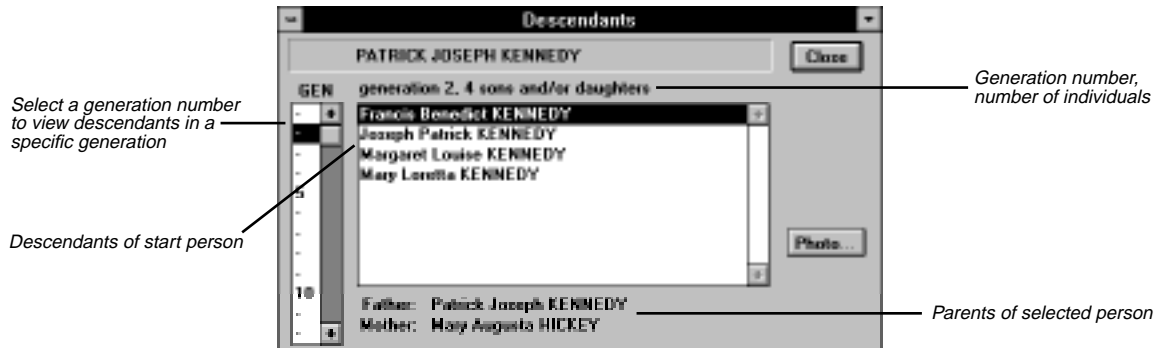 Descendants
PATRICK JOSEPH KENNEDY
Close
GEN
generation 2, 4 sons and/or daughters
Francis Benedict KENNEDY
Joseph Patrick KENNEDY
Margaret Louise KENNEDY
Mary Loretta KENNEDY
5
10
Photo...
Father: Patrick Joseph KENNEDY
Mother: Mary Augusta HICKEY
Select a generation number
to view descendants in a
specific generation
Descendants of start person
Generation number,
number of individuals
Parents of selected person